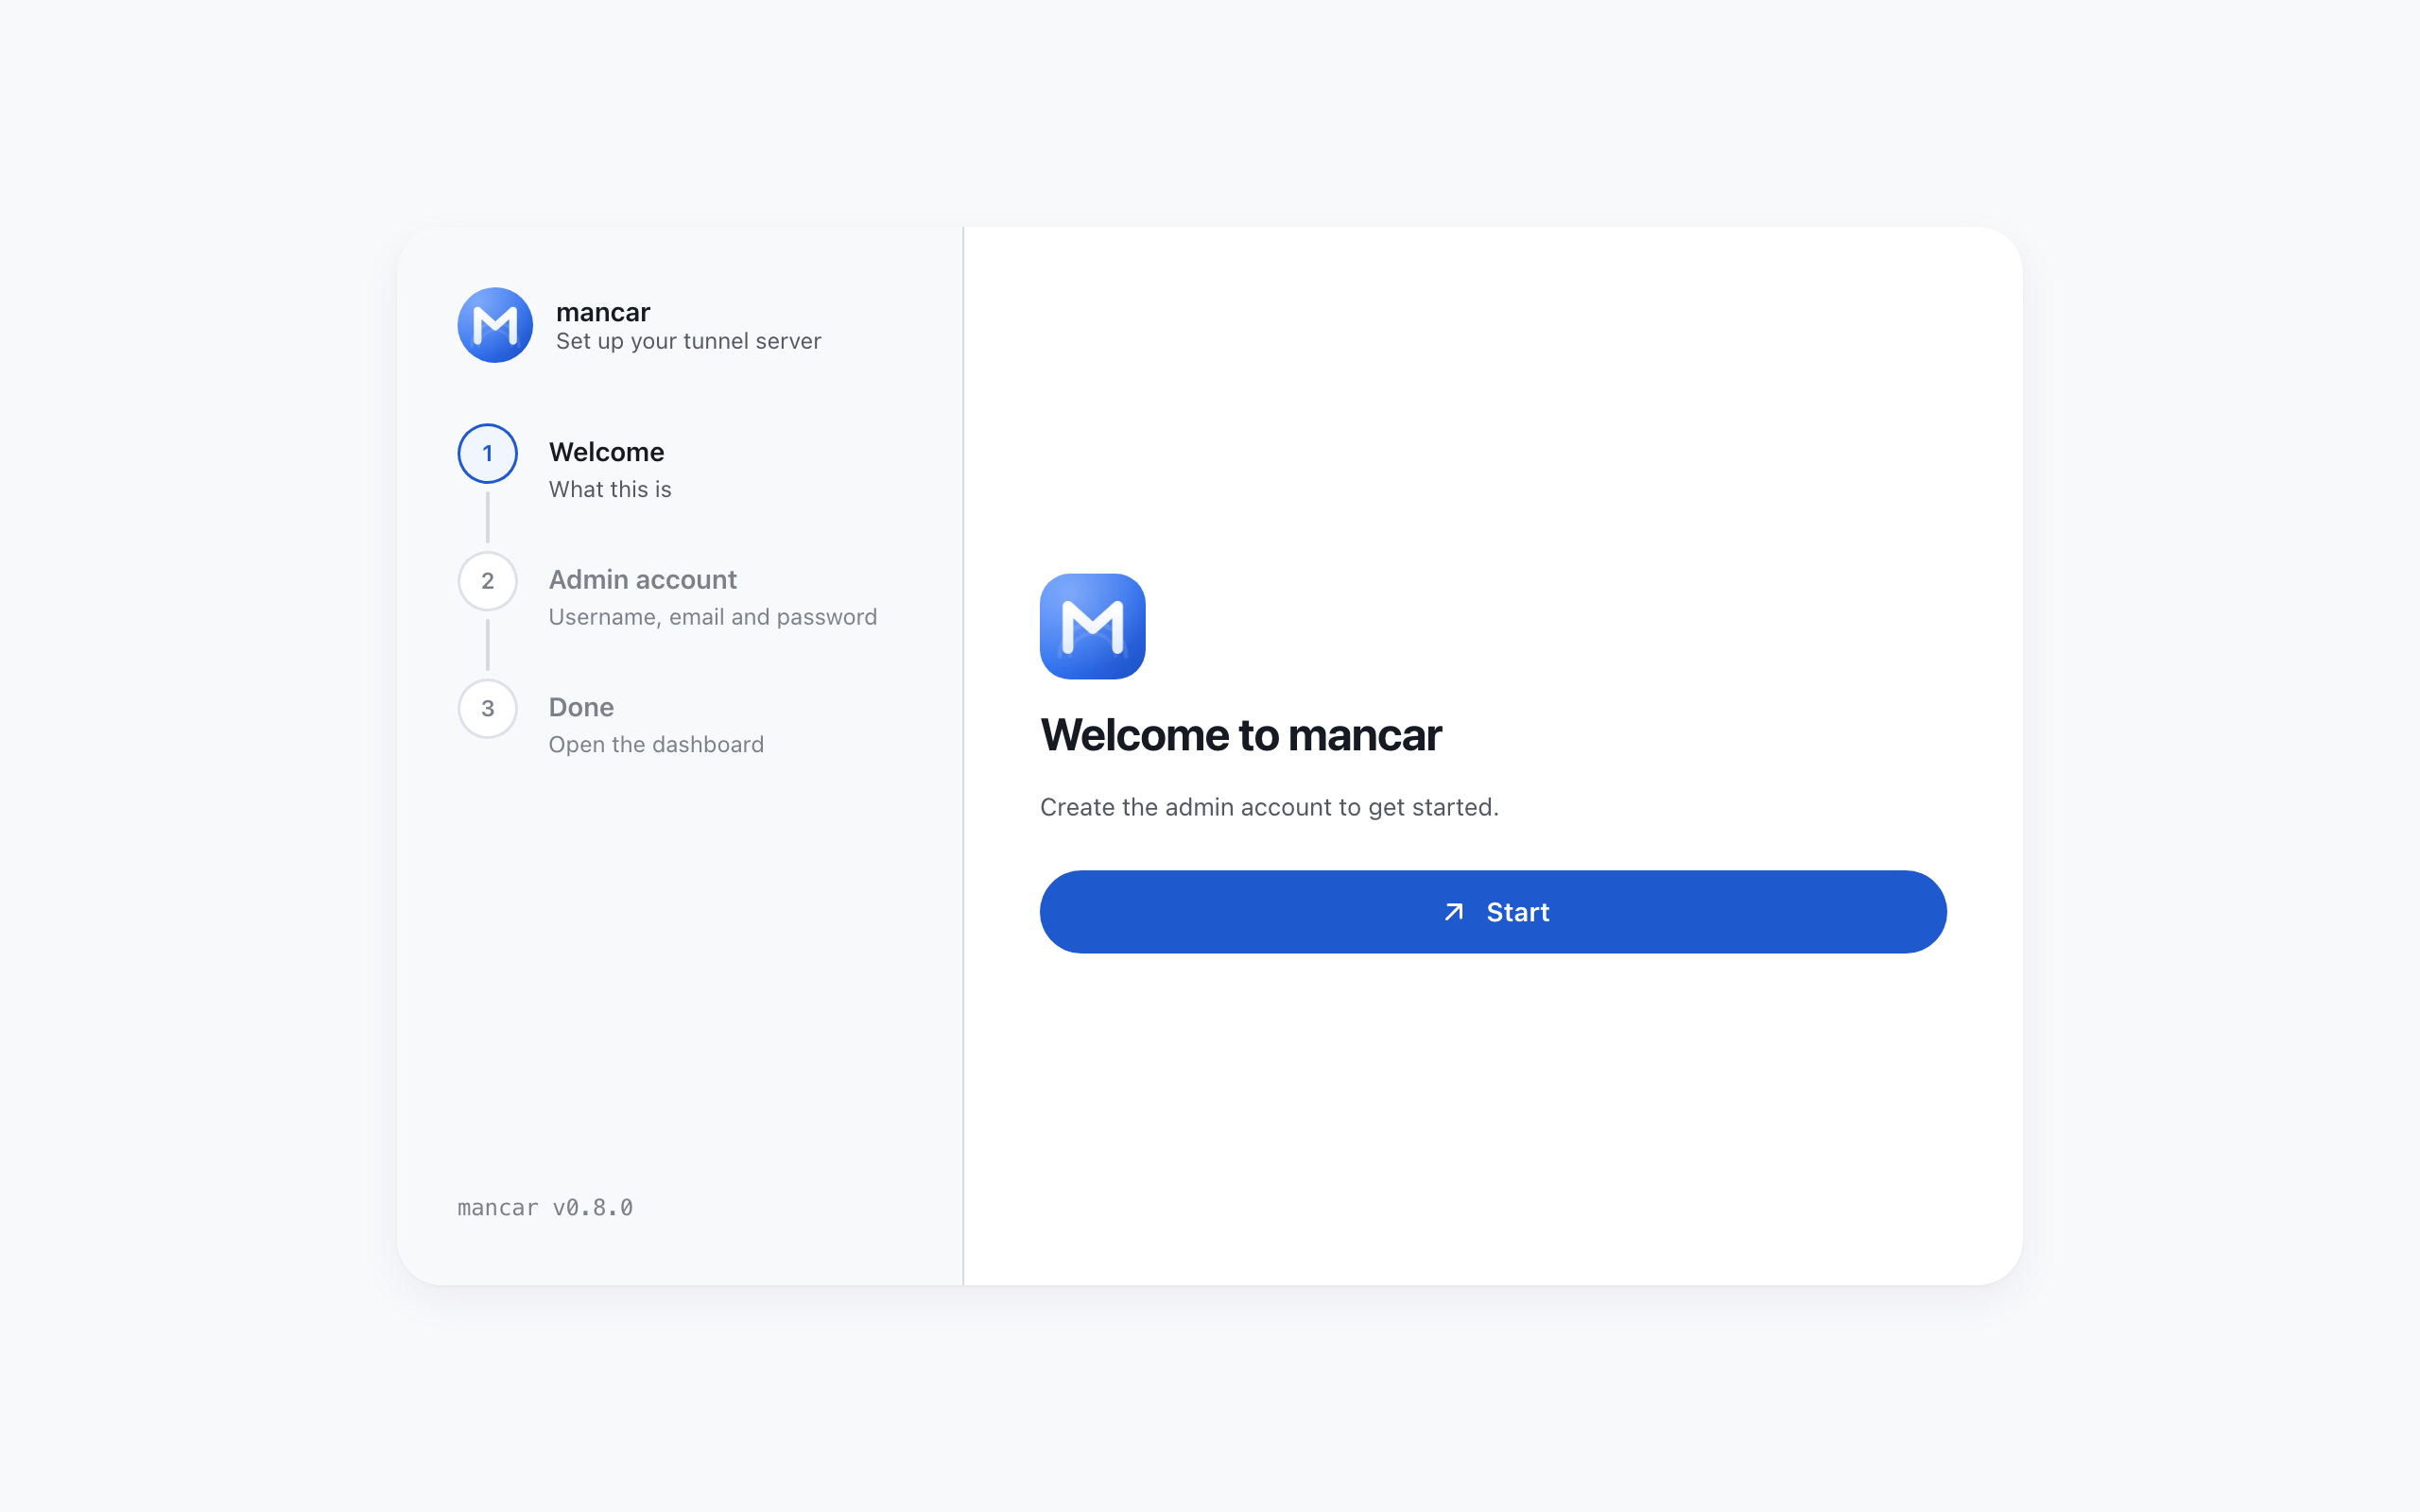 mancar
Set up your tunnel server
1
Welcome
What this is
2
Admin account
Username, email and password
3
Done
Open the dashboard
mancar v0.8.0
Welcome to mancar
Create the admin account to get started.
Start